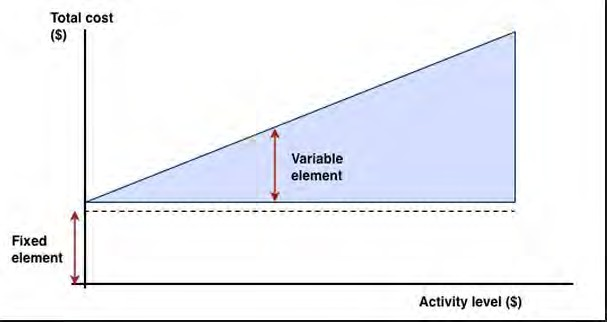 Total cost
($)
Variable
element
Fixed
element
Activity level ($)